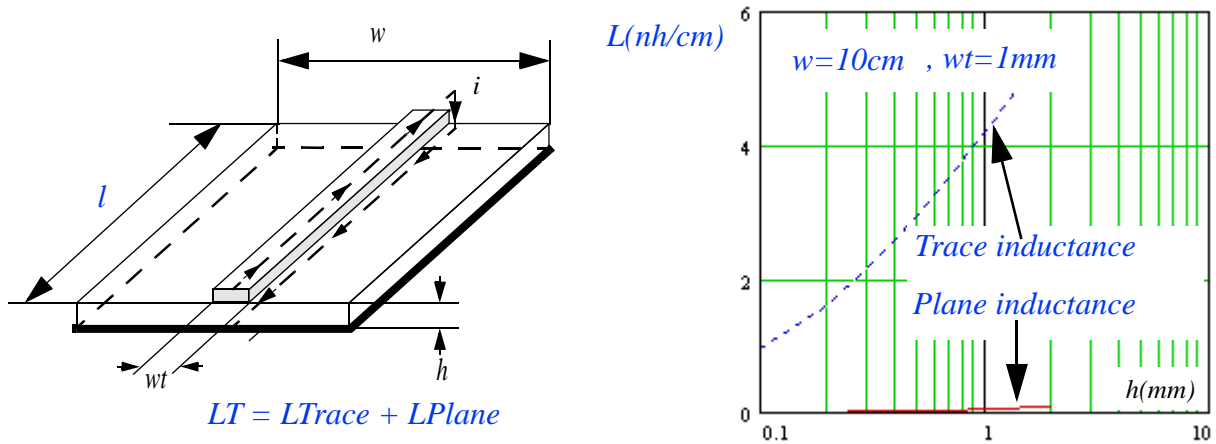 w
i
l
h
wt
LT = LTrace + LPlane
L(nh/cm)
6
w=10cm , wt=1mm
4
Trace inductance
2
Plane inductance
h(mm)
0
0.1 1 10